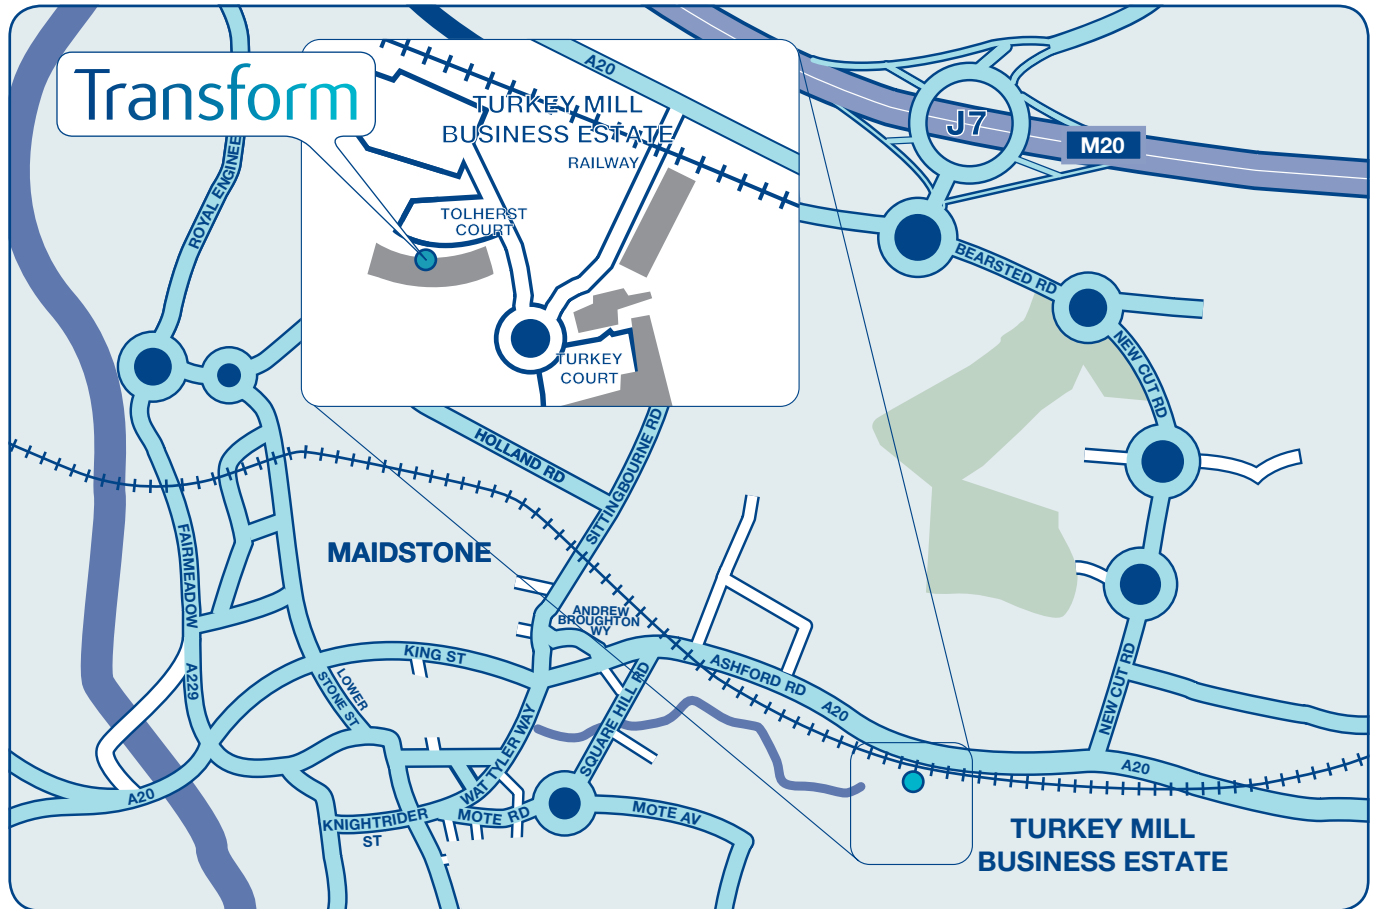 Transform
A20
TURKEY MILL
BUSINESS ESTATE
RAILWAY
TOLHERST
COURT
TURKEY
COURT
J7
M20
ROYAL ENGINEE
BEARSTED RD
NEW CUT RD
HOLLAND RD
SITTINGBOURNE RD
MAIDSTONE
FAIRMEADOW
A229
ANDREW
BROUGHTON
WY
KING ST
LOWER
STONE ST
ASHFORD RD
A20
SQUARE HILL RD
WAT TYLER WAY
NEW CUT RD
A20
A20
KNIGHTRIDER
ST
MOTE RD
MOTE AV
TURKEY MILL
BUSINESS ESTATE